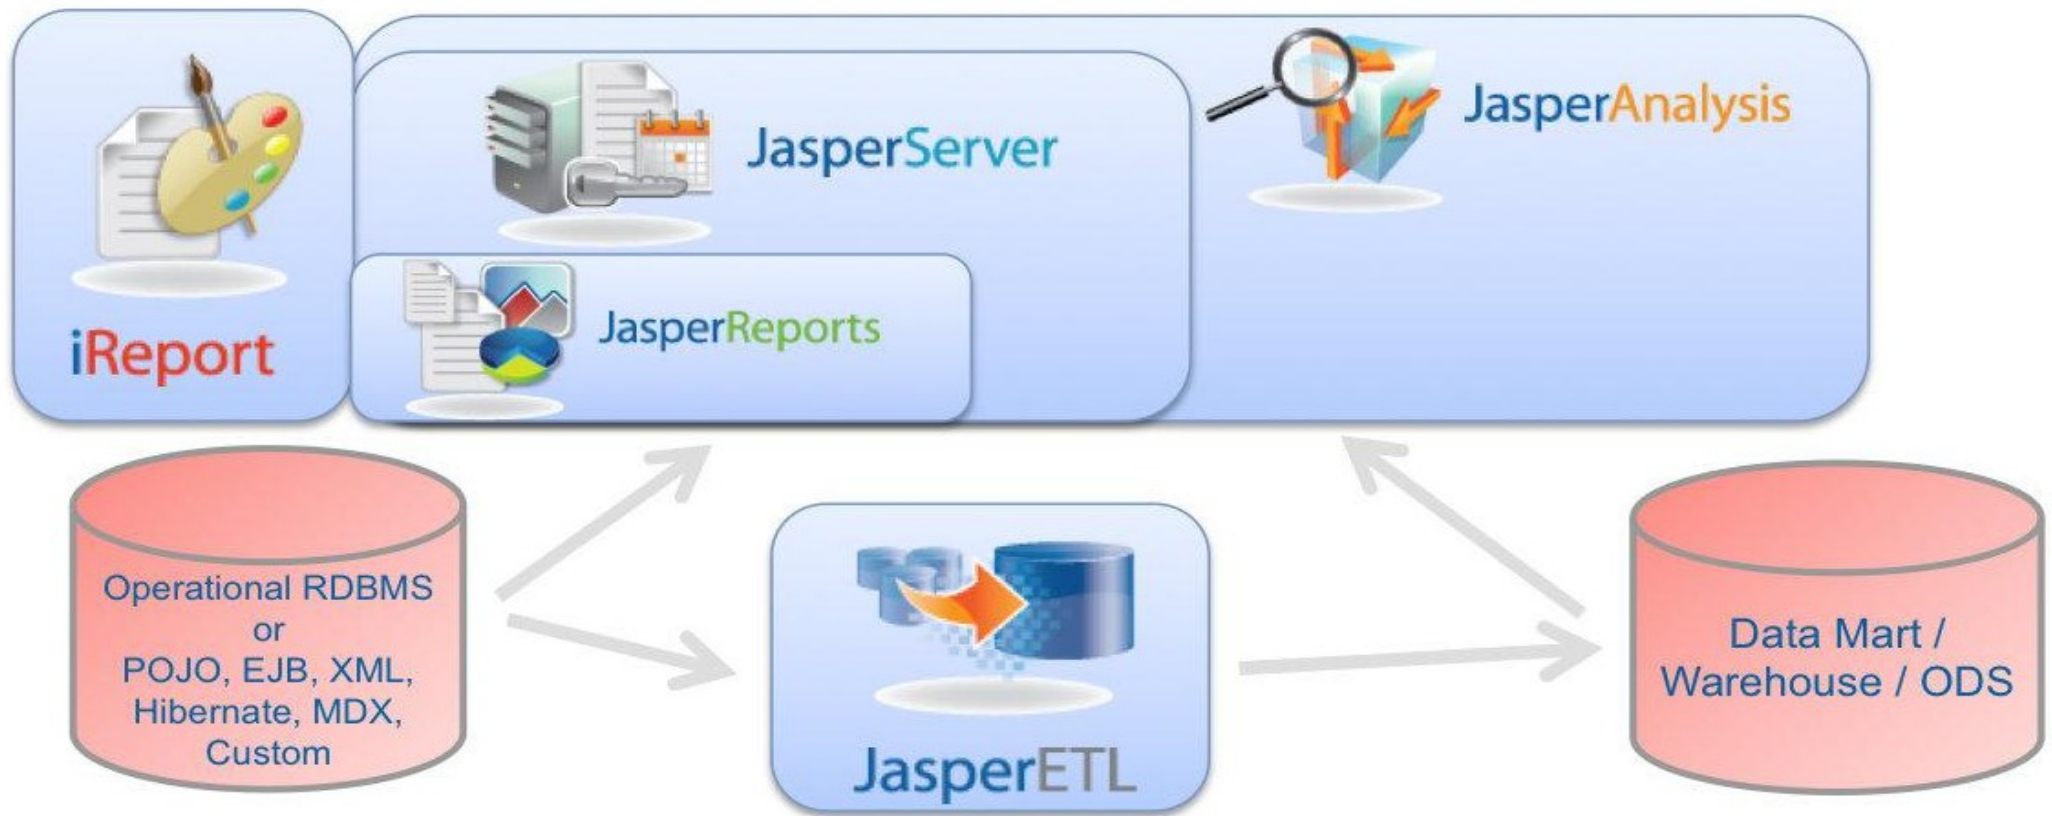 JasperAnalysis
JasperServer
JasperReports
iReport
Operational RDBMS
or
POJO, EJB, XML,
Hibernate, MDX,
Custom
JasperETL
Data Mart /
Warehouse / ODS